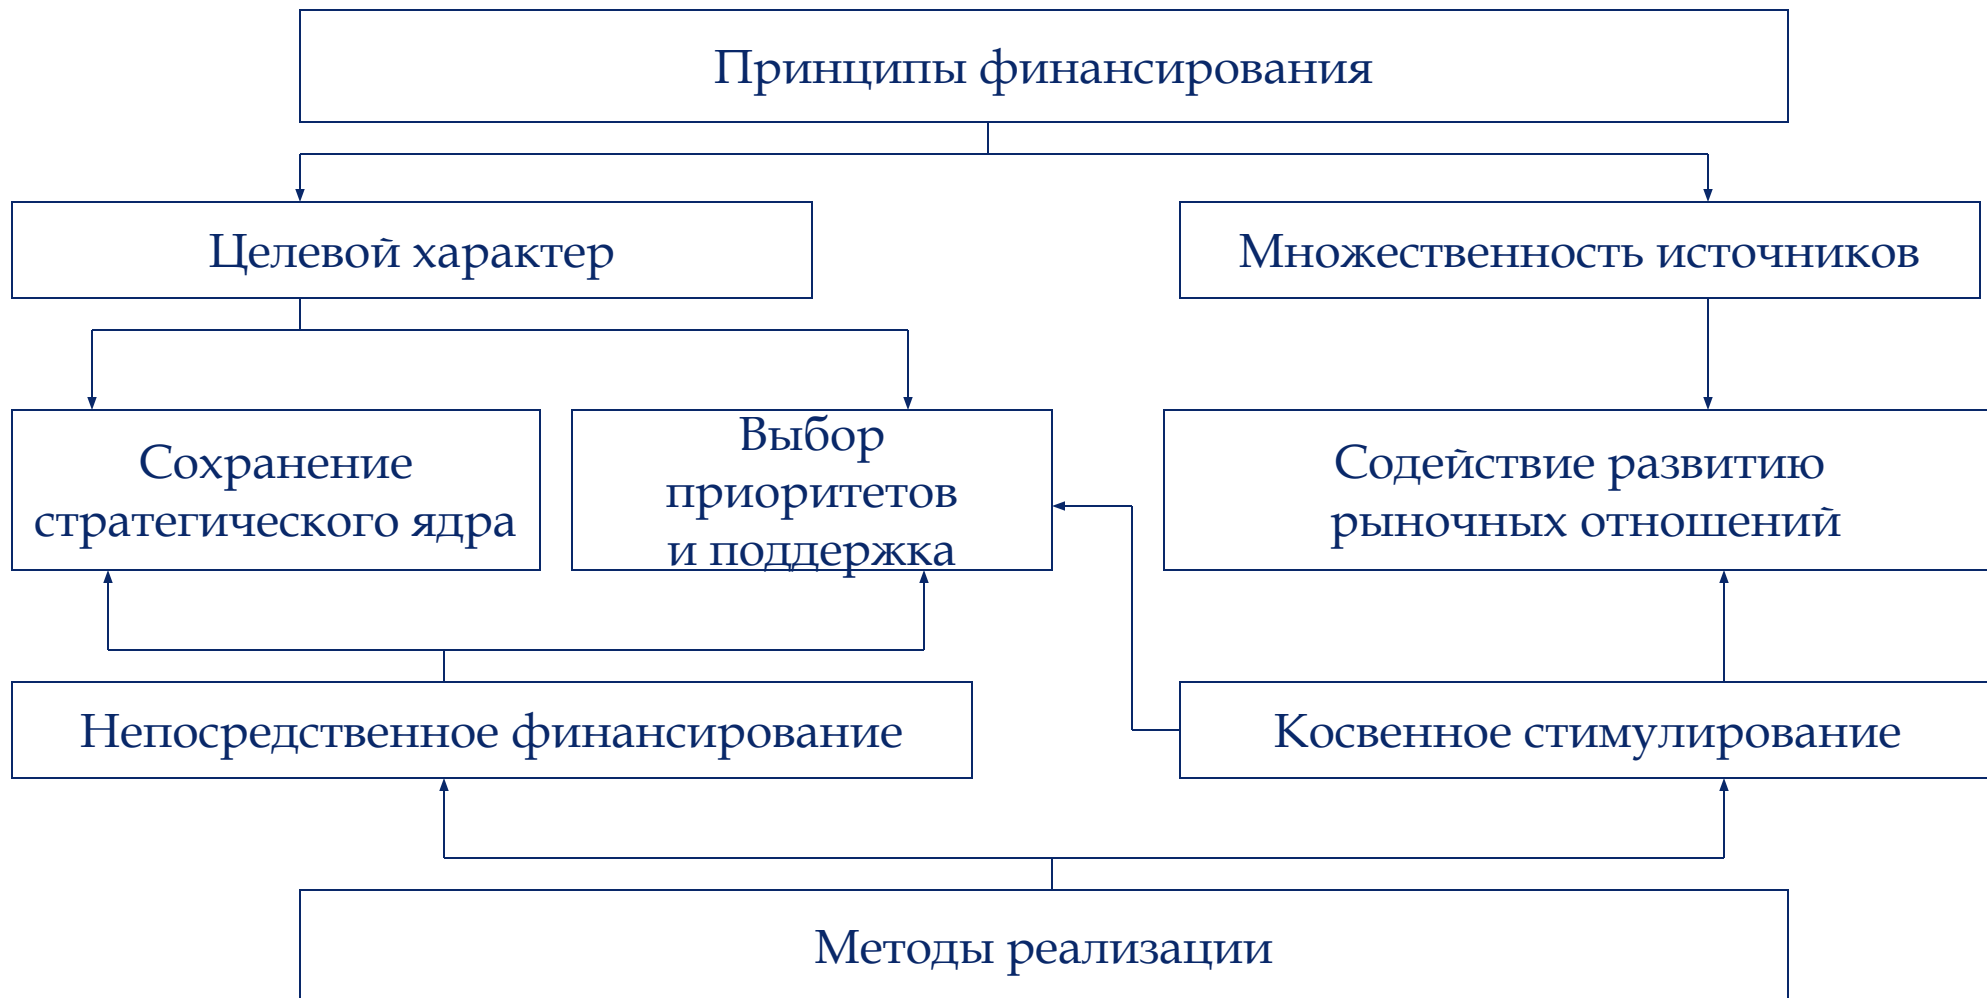 Принципы финансирования
Целевой характер
Множественность источников
Сохранение
стратегического ядра
Выбор
приоритетов
и поддержка
Содействие развитию
рыночных отношений
Непосредственное финансирование
Косвенное стимулирование
Методы реализации